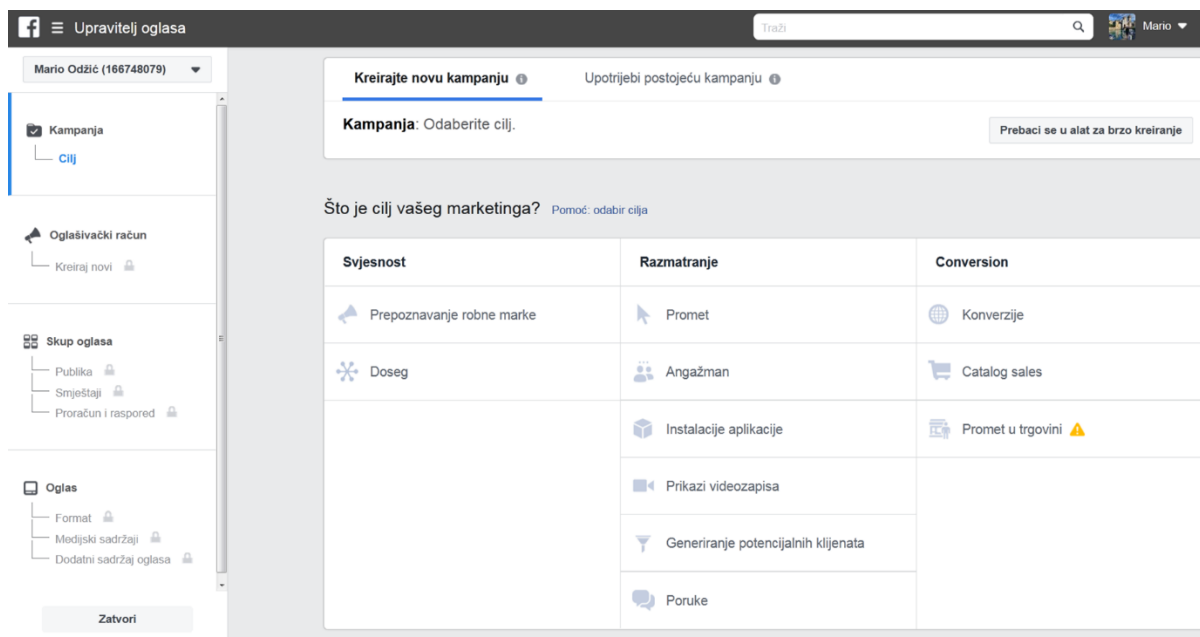 f Upravitelj oglasa
Traži
Mario
Mario Odžić (166748079)
Kampanja
Cilj
Oglašivački račun
Kreiraj novi
Skup oglasa
Publika
Smještaji
Proračun i raspored
Oglas
Format
Medijski sadržaji
Dodatni sadržaj oglasa
Zatvori
Kreirajte novu kampanju
Upotrijebi postojeću kampanju
Kampanja: Odaberite cilj.
Prebaci se u alat za brzo kreiranje
Što je cilj vašeg marketinga? Pomoć: odabir cilja
Svjesnost
Razmatranje
Conversion
Prepoznavanje robne marke
Promet
Konverzije
Doseg
Angažman
Catalog sales
Instalacije aplikacije
Promet u trgovini
Prikazi videozapisa
Generiranje potencijalnih klijenata
Poruke